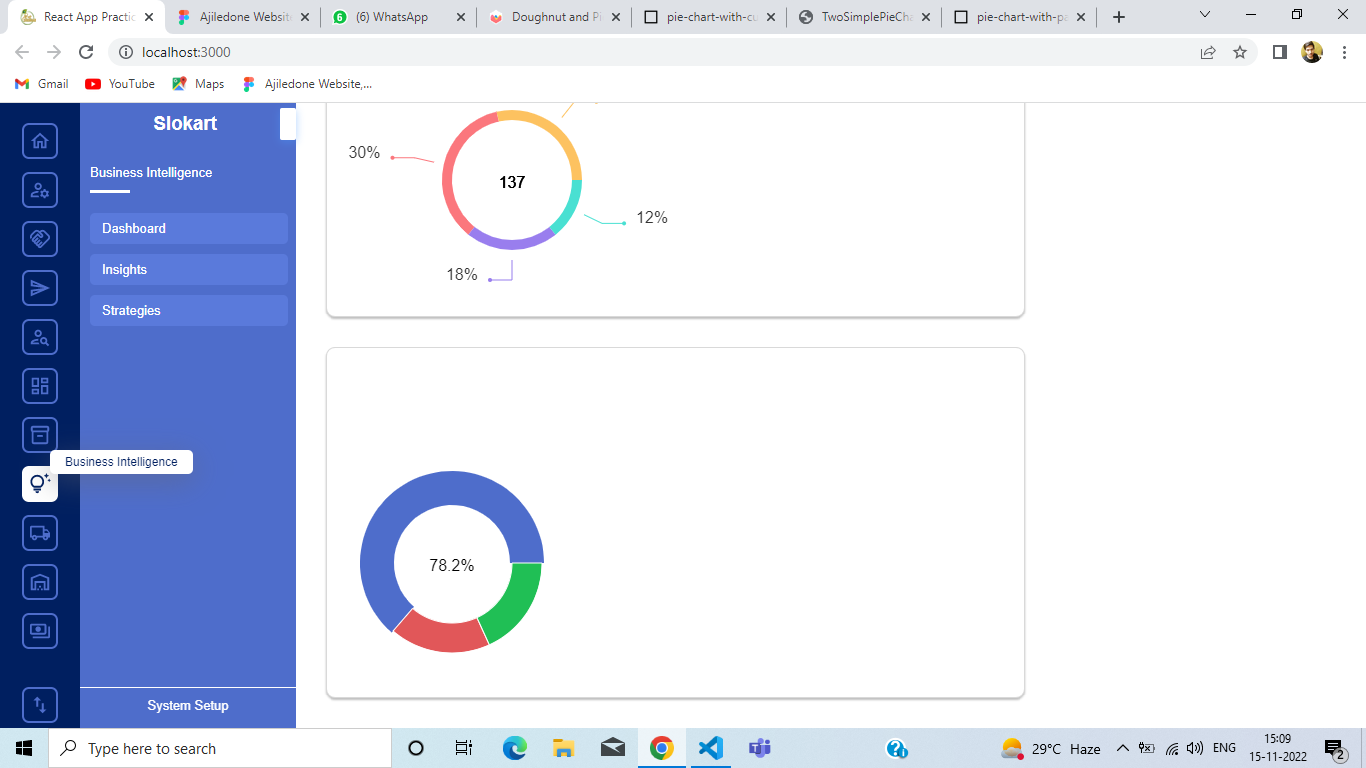 React App Practic
Ajiledone Website
(6) WhatsApp
Doughnut and Pi
pie-chart-with-cu
TwoSimplePieCha
pie-chart-with-pa
localhost:3000
Gmail
YouTube
Maps
Ajiledone Website,...
Slokart
Business Intelligence
Dashboard
Insights
Strategies
Business Intelligence
System Setup
30%
137
12%
18%
78.2%
Type here to search
29°C Haze
ENG
15:09
15-11-2022
2